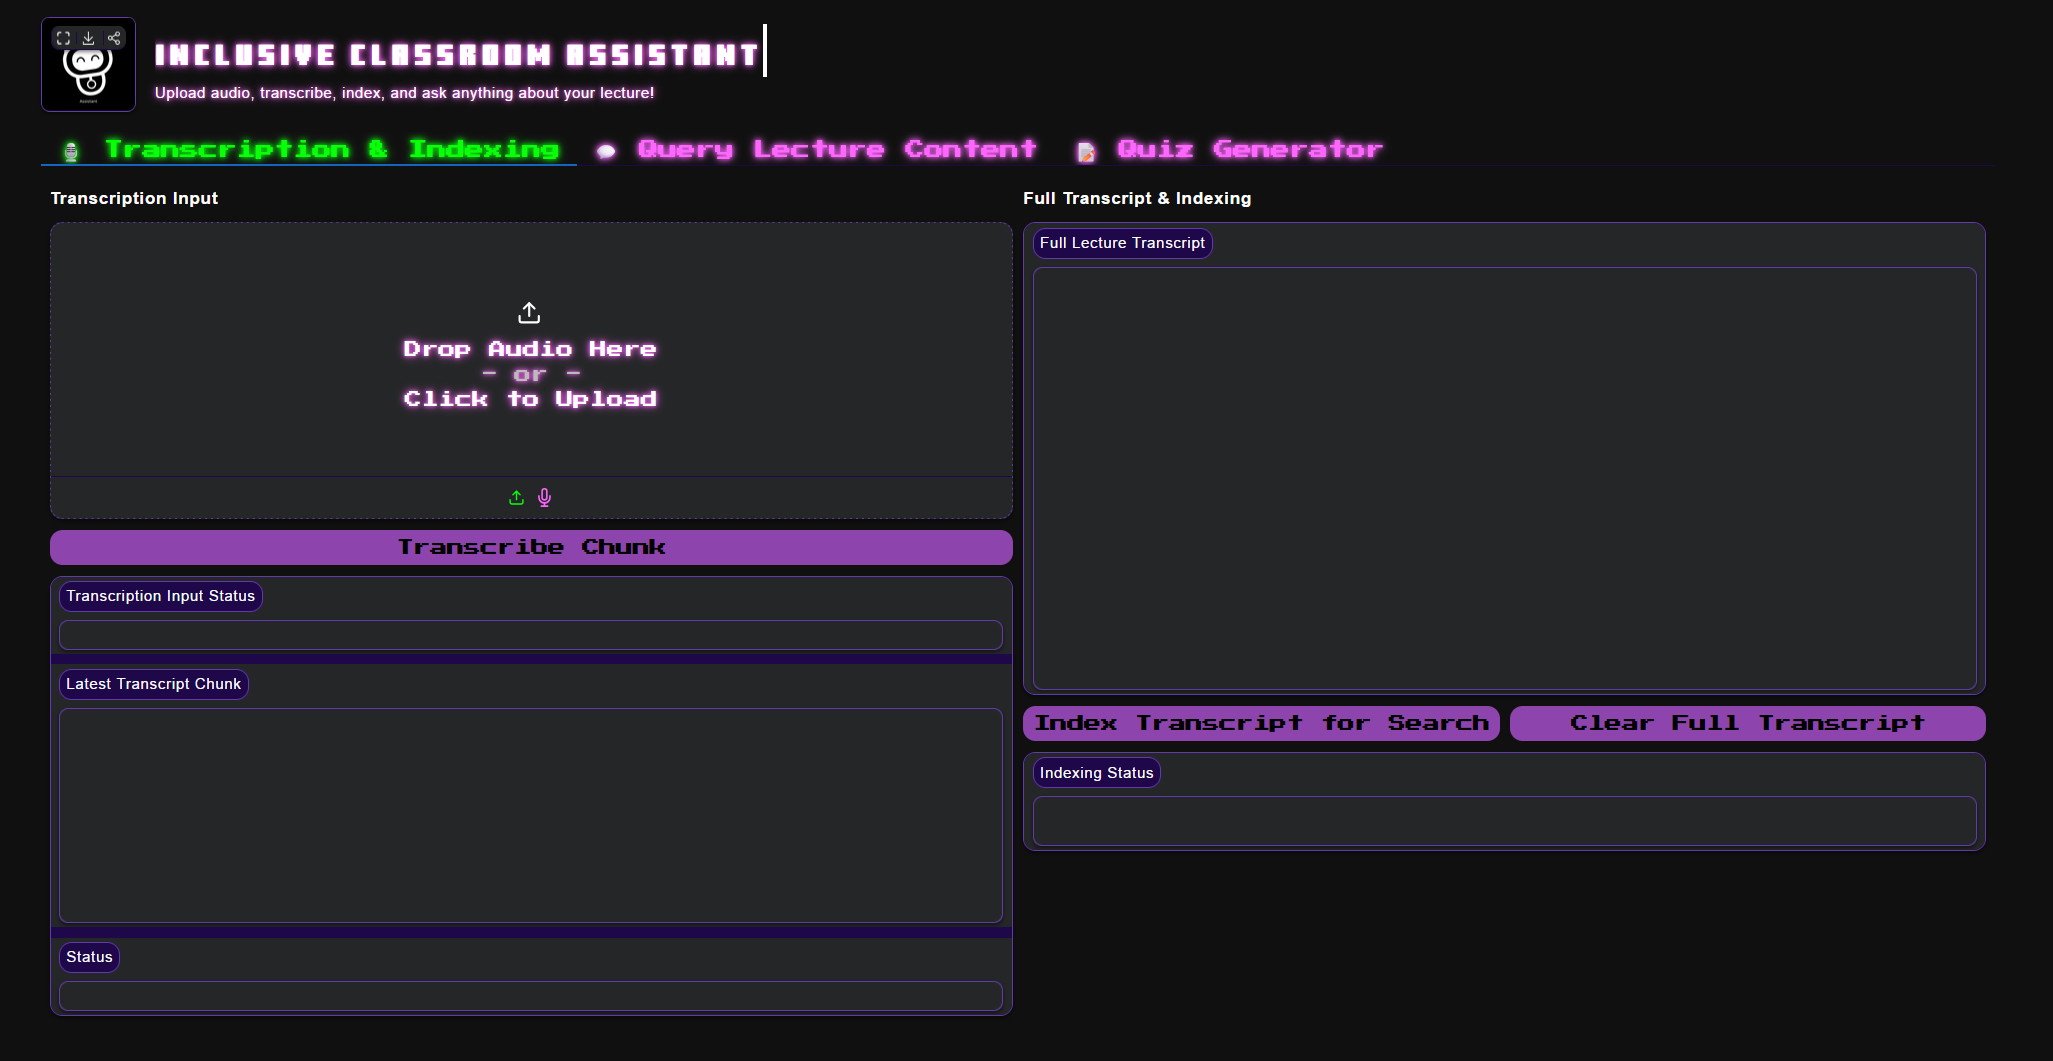 INCLUSIVE CLASSROOM ASSISTANT
Upload audio, transcribe, index, and ask anything about your lecture!
Assistant
Transcription & Indexing
Query Lecture Content
Quiz Generator
Transcription Input
Drop Audio Here
- or -
Click to Upload
Transcribe Chunk
Transcription Input Status
Latest Transcript Chunk
Status
Full Transcript & Indexing
Full Lecture Transcript
Index Transcript for Search
Clear Full Transcript
Indexing Status